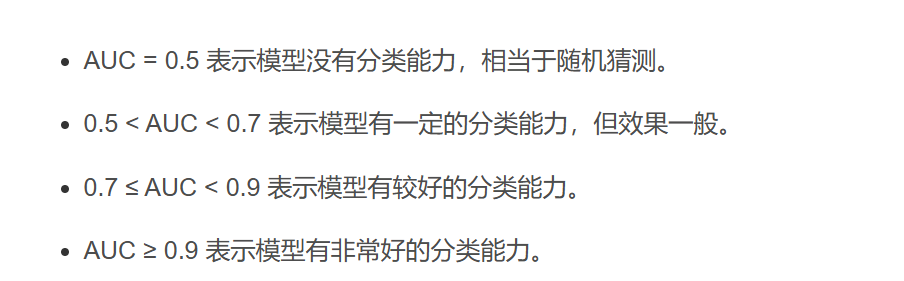 • AUC = 0.5 表示模型没有分类能力，相当于随机猜测。
• 0.5 < AUC < 0.7 表示模型有一定的分类能力，但效果一般。
• 0.7 ≤ AUC < 0.9 表示模型有较好的分类能力。
• AUC ≥ 0.9 表示模型有非常好的分类能力。